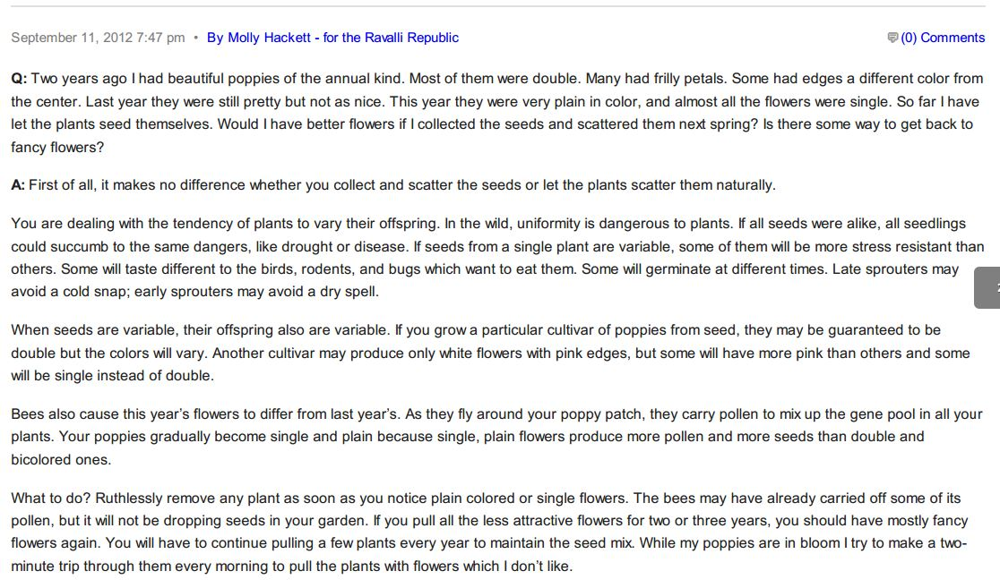 September 11, 2012 7:47 pm • By Molly Hackett - for the Ravalli Republic (0) Comments
Q: Two years ago I had beautiful poppies of the annual kind. Most of them were double. Many had frilly petals. Some had edges a different color from
the center. Last year they were still pretty but not as nice. This year they were very plain in color, and almost all the flowers were single. So far I have
let the plants seed themselves. Would I have better flowers if I collected the seeds and scattered them next spring? Is there some way to get back to
fancy flowers?
A: First of all, it makes no difference whether you collect and scatter the seeds or let the plants scatter them naturally.
You are dealing with the tendency of plants to vary their offspring. In the wild, uniformity is dangerous to plants. If all seeds were alike, all seedlings
could succumb to the same dangers, like drought or disease. If seeds from a single plant are variable, some of them will be more stress resistant than
others. Some will taste different to the birds, rodents, and bugs which want to eat them. Some will germinate at different times. Late sprouters may
avoid a cold snap; early sprouters may avoid a dry spell.
When seeds are variable, their offspring also are variable. If you grow a particular cultivar of poppies from seed, they may be guaranteed to be
double but the colors will vary. Another cultivar may produce only white flowers with pink edges, but some will have more pink than others and some
will be single instead of double.
Bees also cause this year’s flowers to differ from last year’s. As they fly around your poppy patch, they carry pollen to mix up the gene pool in all your
plants. Your poppies gradually become single and plain because single, plain flowers produce more pollen and more seeds than double and
bicolored ones.
What to do? Ruthlessly remove any plant as soon as you notice plain colored or single flowers. The bees may have already carried off some of its
pollen, but it will not be dropping seeds in your garden. If you pull all the less attractive flowers for two or three years, you should have mostly fancy
flowers again. You will have to continue pulling a few plants every year to maintain the seed mix. While my poppies are in bloom I try to make a two-
minute trip through them every morning to pull the plants with flowers which I don’t like.